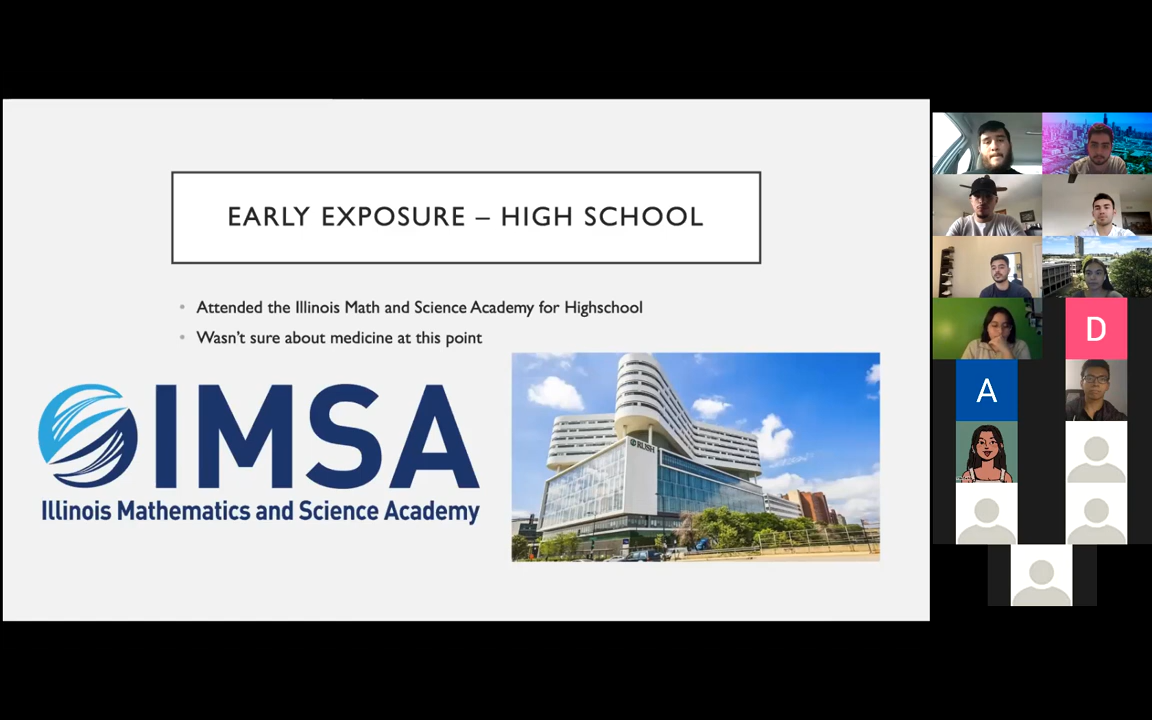 EARLY EXPOSURE – HIGH SCHOOL
• Attended the Illinois Math and Science Academy for Highschool
• Wasn't sure about medicine at this point
IMSA
Illinois Mathematics and Science Academy
RUSH
D
A